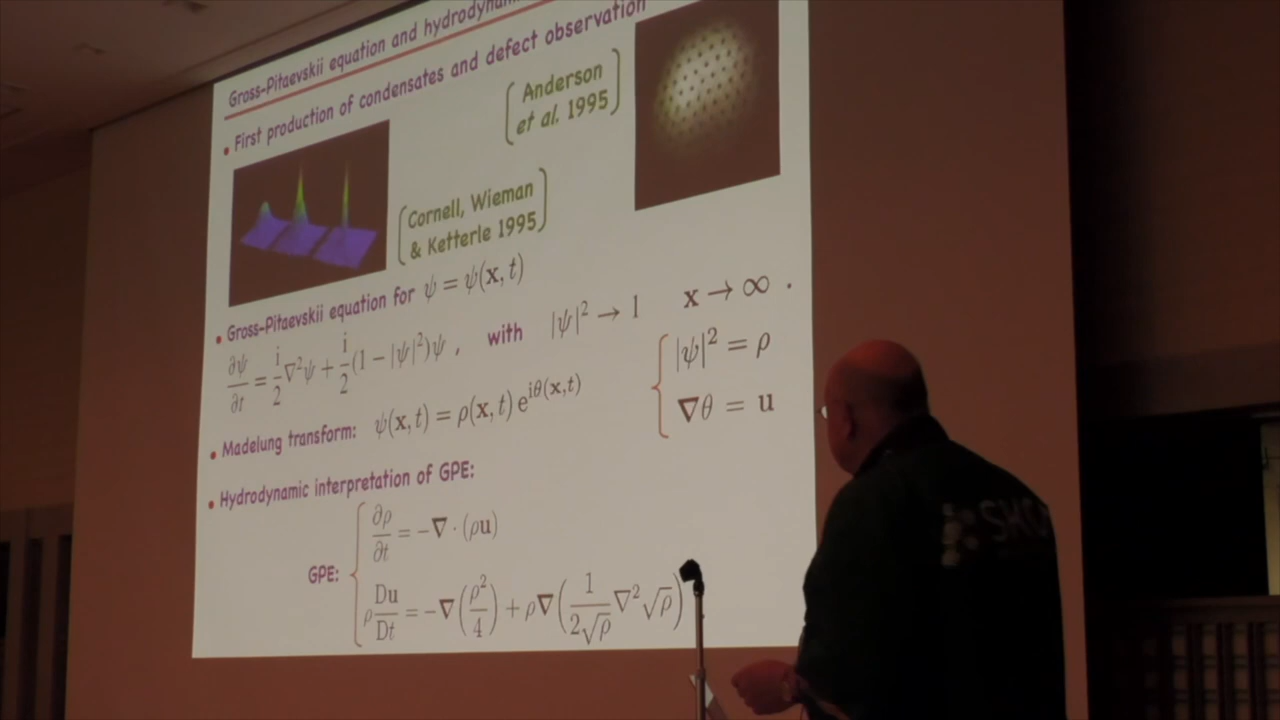 Gross-Pitaevskii equation and
• First production of condensates and defect observation
(Anderson
et al. 1995)
(Cornell, Wieman
& Ketterle 1995)
• Gross-Pitaevskii equation for ψ = ψ(x, t)
∂ψ/∂t = i/2 ∇²ψ + i/2 (1 − |ψ|²)ψ , with |ψ|² → 1 x → ∞ .
• Madelung transform: ψ(x, t) = ρ(x, t) e^{iθ(x,t)} { |ψ|² = ρ
∇θ = u
• Hydrodynamic interpretation of GPE:
GPE: { ∂ρ/∂t = −∇ · (ρu)
ρ Du/Dt = −∇(ρ²/4) + ρ∇(1/(2√ρ) ∇²√ρ)